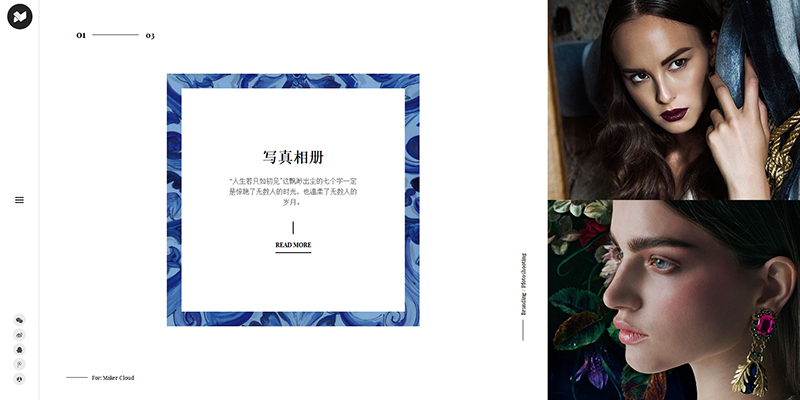 01 03
写真相册
“人生若只如初见”这飘渺出尘的七个字一定
是惊艳了无数人的时光，也温柔了无数人的
岁月。
READ MORE
Branding / Photoshooting
For: Maker Cloud